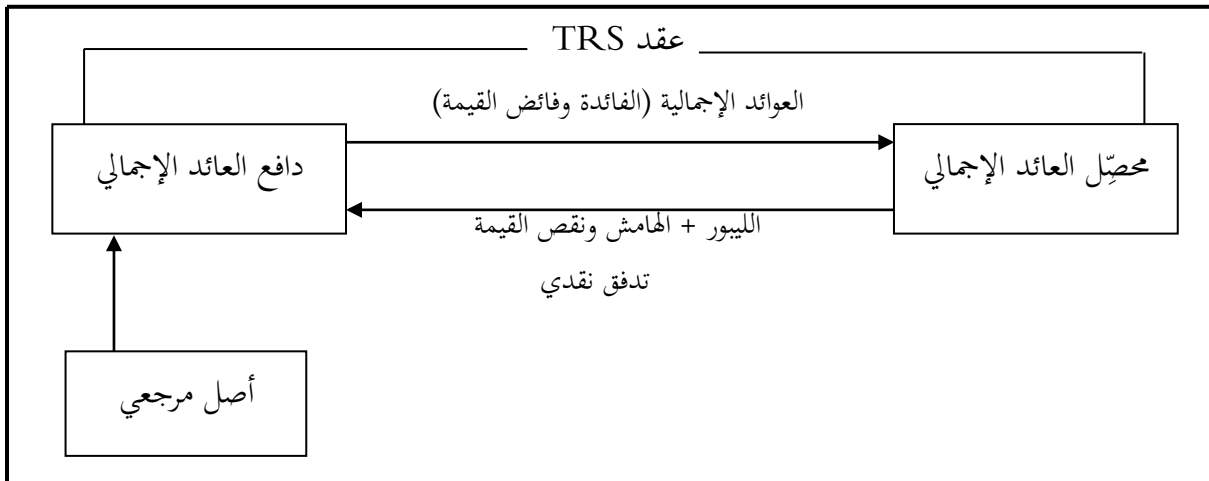 عقد TRS
العوائد الإجمالية (الفائدة وفائض القيمة)
محصِّل العائد الإجمالي
دافع العائد الإجمالي
الليبور + الهامش ونقص القيمة
تدفق نقدي
أصل مرجعي